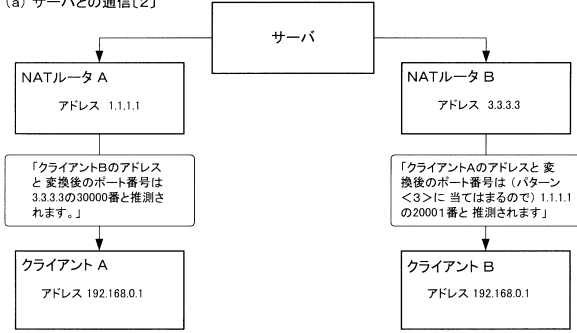 (a) サーバとの通信[2]
サーバ
NATルータ A
アドレス 1.1.1.1
NATルータ B
アドレス 3.3.3.3
「クライアントBのアドレス
と 変換後のポート番号は
3.3.3.3の30000番と推測さ
れます。」
「クライアントAのアドレスと 変
換後のポート番号は (パターン
<3>に 当てはまるので) 1.1.1.1
の20001番と 推測されます」
クライアント A
アドレス 192.168.0.1
クライアント B
アドレス 192.168.0.1